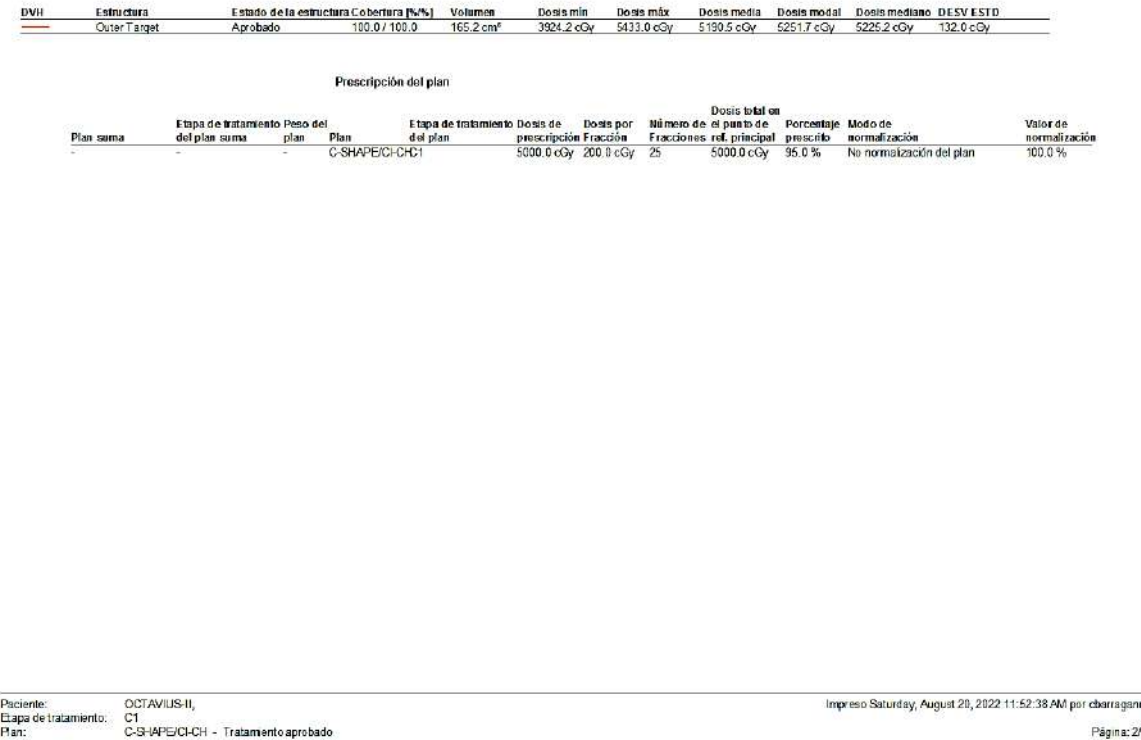 DVH Estructura Estado de la estructura Cobertura [%/%] Volumen Dosis mín Dosis máx Dosis media Dosis modal Dosis mediano DESV ESTD
Outer Target Aprobado 100.0 / 100.0 165.2 cm³ 3924.2 cGy 5433.0 cGy 5190.5 cGy 5251.7 cGy 5225.2 cGy 132.0 cGy
Prescripción del plan
Dosis total en
Etapa de tratamiento Peso del Etapa de tratamiento Dosis de Dosis por Número de el punto de Porcentaje Modo de Valor de
Plan suma del plan suma plan Plan del plan prescripción Fracción Fracciones ref. principal prescrito normalización normalización
- - - C-SHAPE/CI-CH C1 5000.0 cGy 200.0 cGy 25 5000.0 cGy 95.0 % No normalización del plan 100.0 %
Paciente: OCTAVIUS-II, Impreso Saturday, August 20, 2022 11:52:38 AM por cbarragan
Etapa de tratamiento: C1
Plan: C-SHAPE/CI-CH - Tratamiento aprobado Página: 2/